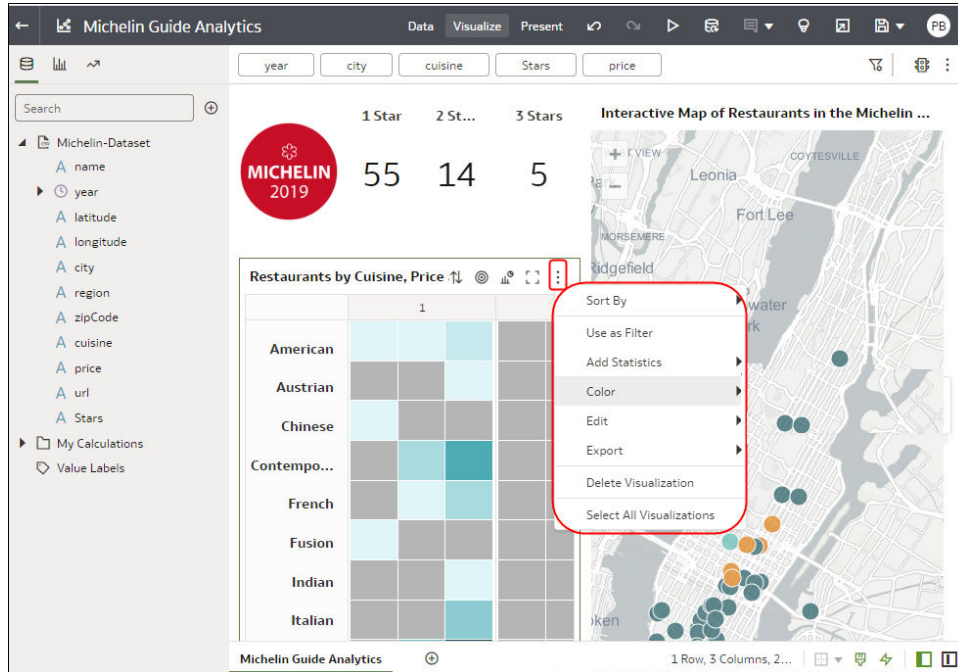 Michelin Guide Analytics
Data Visualize Present
PB
year city cuisine Stars price
Search
Michelin-Dataset
name
year
latitude
longitude
city
region
zipCode
cuisine
price
url
Stars
My Calculations
Value Labels
MICHELIN
2019
1 Star 2 St... 3 Stars
55 14 5
Restaurants by Cuisine, Price
1
American
Austrian
Chinese
Contempo...
French
Fusion
Indian
Italian
Sort By
Use as Filter
Add Statistics
Color
Edit
Export
Delete Visualization
Select All Visualizations
Interactive Map of Restaurants in the Michelin ...
VIEW
COYTESVILLE
Leonia
Fort Lee
MORSEMERE
Ridgefield
water
oken
Michelin Guide Analytics
1 Row, 3 Columns, 2...